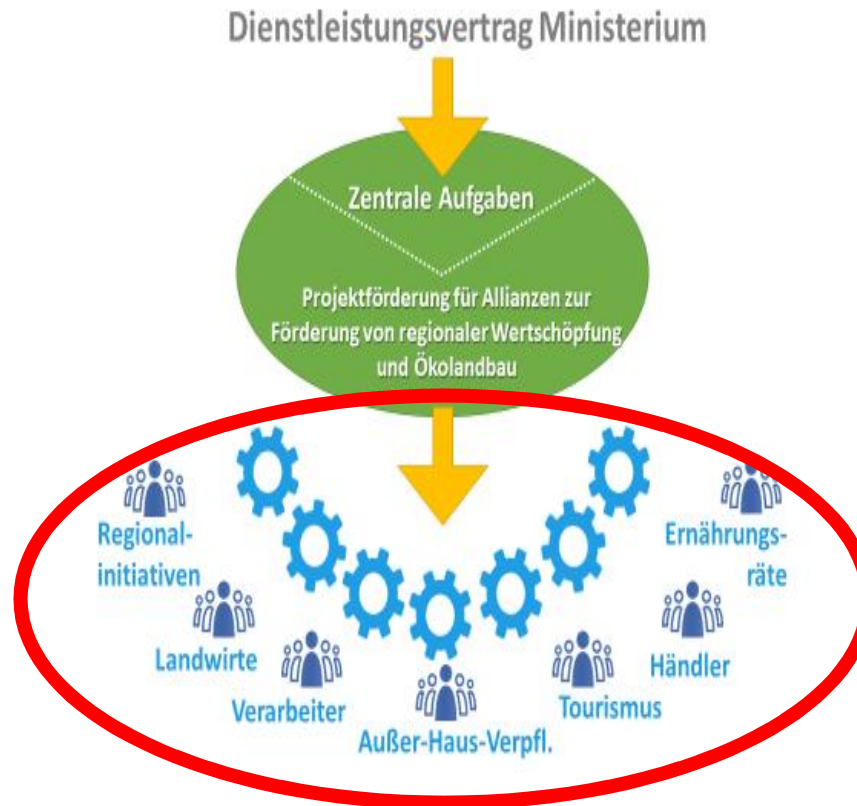 Dienstleistungsvertrag Ministerium
Zentrale Aufgaben
Projektförderung für Allianzen zur
Förderung von regionaler Wertschöpfung
und Ökolandbau
Regional-
initiativen
Landwirte
Verarbeiter
Außer-Haus-Verpfl.
Tourismus
Händler
Ernährungs-
räte